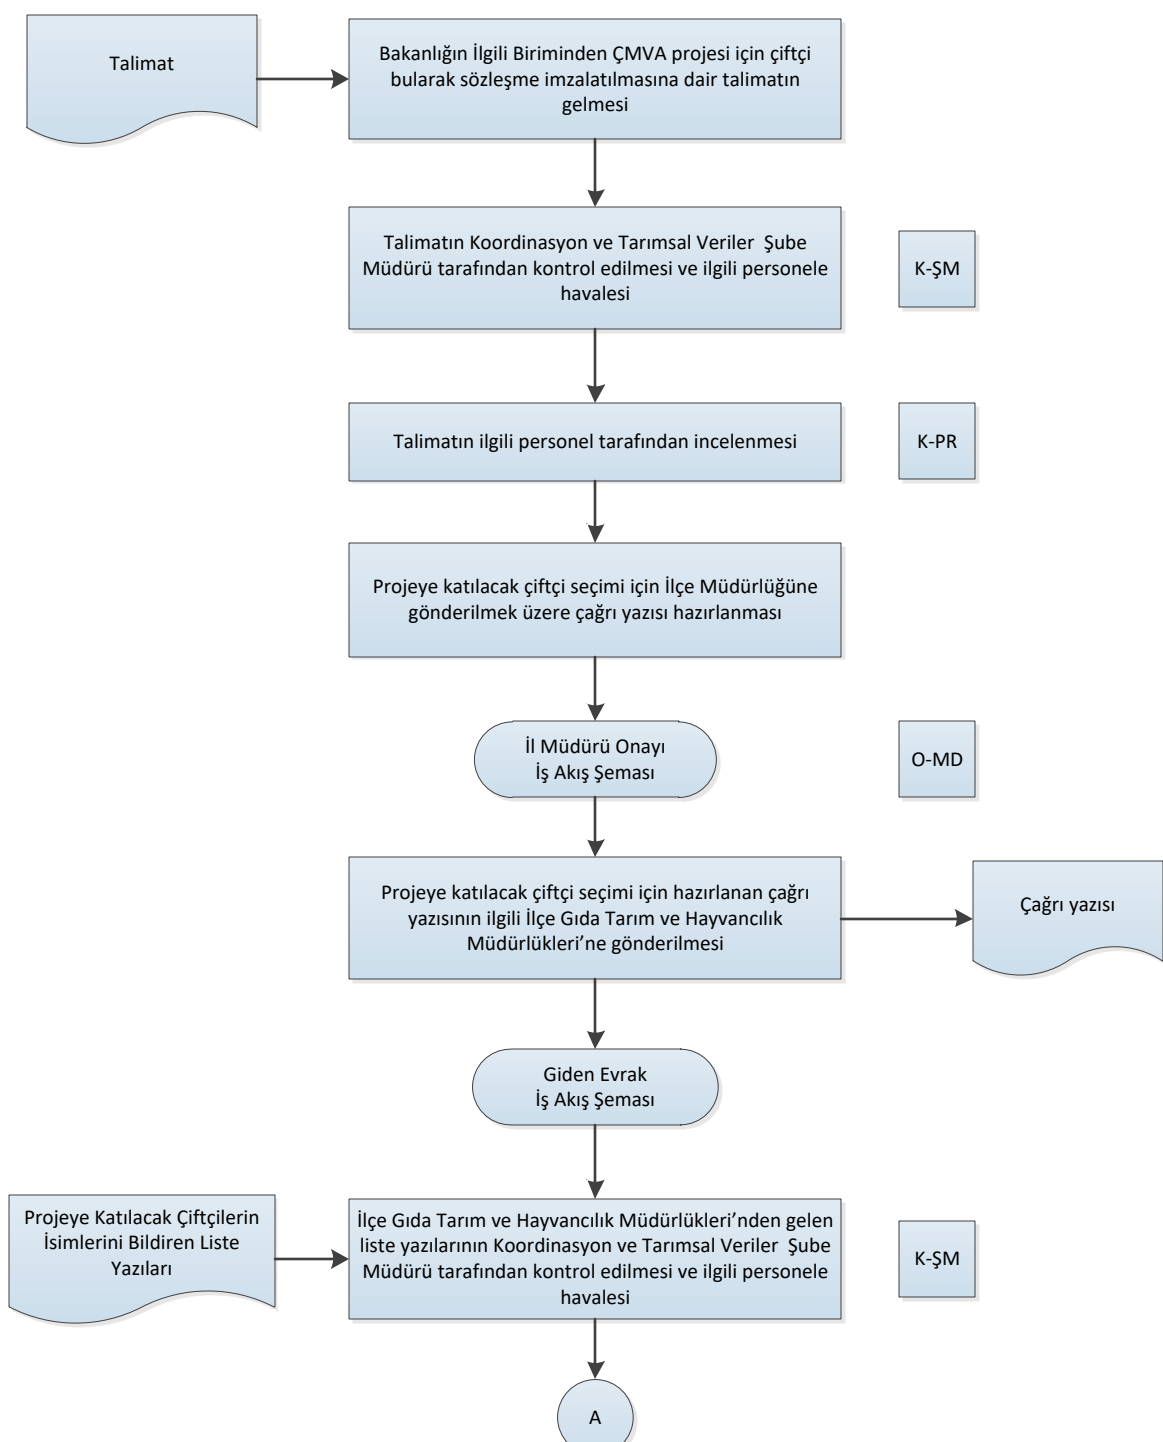 Talimat
Bakanlığın İlgili Biriminden ÇMVA projesi için çiftçi
bularak sözleşme imzalatılmasına dair talimatın
gelmesi
Talimatın Koordinasyon ve Tarımsal Veriler  Şube
Müdürü tarafından kontrol edilmesi ve ilgili personele
havalesi
K-ŞM
Talimatın ilgili personel tarafından incelenmesi
K-PR
Projeye katılacak çiftçi seçimi için İlçe Müdürlüğüne
gönderilmek üzere çağrı yazısı hazırlanması
İl Müdürü Onayı
İş Akış Şeması
O-MD
Projeye katılacak çiftçi seçimi için hazırlanan çağrı
yazısının ilgili İlçe Gıda Tarım ve Hayvancılık
Müdürlükleri’ne gönderilmesi
Çağrı yazısı
Giden Evrak
İş Akış Şeması
Projeye Katılacak Çiftçilerin
İsimlerini Bildiren Liste
Yazıları
İlçe Gıda Tarım ve Hayvancılık Müdürlükleri’nden gelen
liste yazılarının Koordinasyon ve Tarımsal Veriler  Şube
Müdürü tarafından kontrol edilmesi ve ilgili personele
havalesi
K-ŞM
A